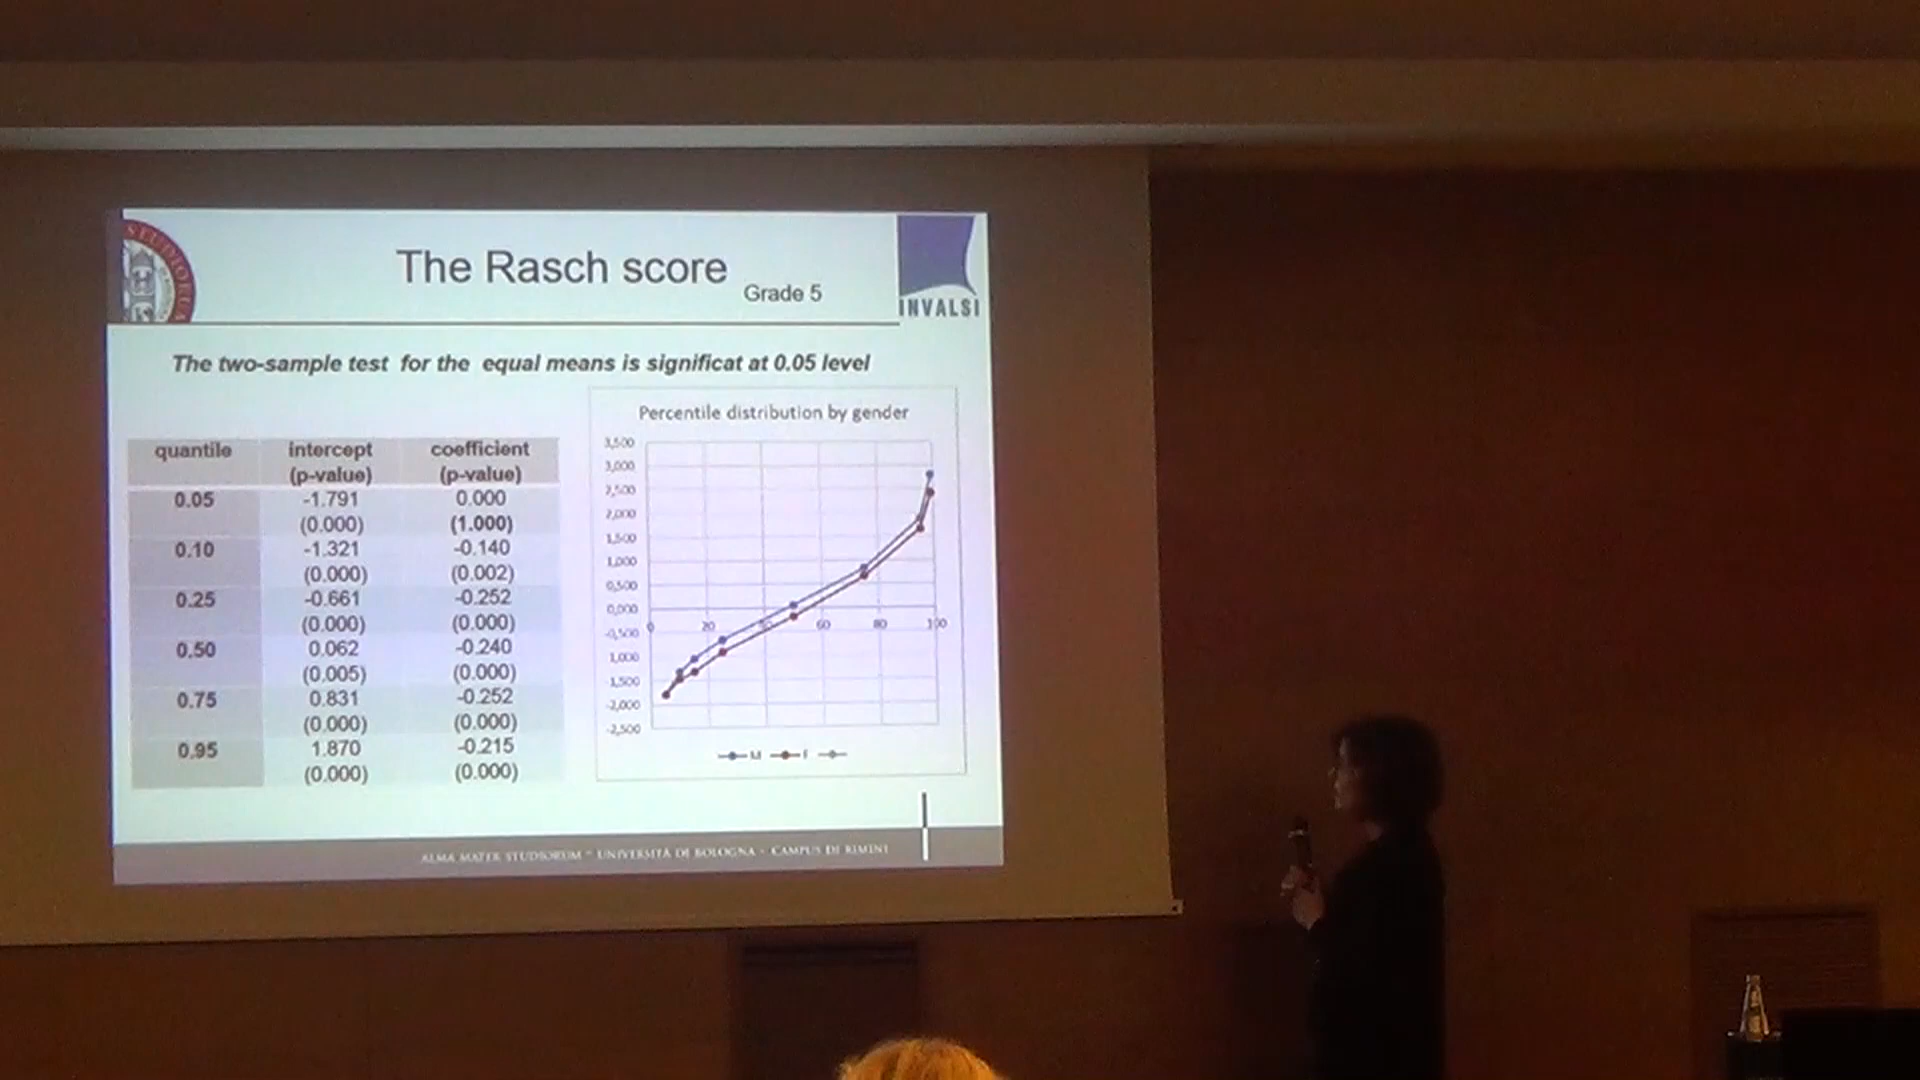 STUDIORUM
The Rasch score
Grade 5
INVALSI
The two-sample test for the equal means is significat at 0.05 level
quantile intercept coefficient
(p-value) (p-value)
0.05 -1.791 0.000
(0.000) (1.000)
0.10 -1.321 -0.140
(0.000) (0.002)
0.25 -0.661 -0.252
(0.000) (0.000)
0.50 0.062 -0.240
(0.005) (0.000)
0.75 0.831 -0.252
(0.000) (0.000)
0.95 1.870 -0.215
(0.000) (0.000)
Percentile distribution by gender
3,500
3,000
2,500
2,000
1,500
1,000
0,500
0,000
0 20 40 60 80 100
-0,500
1,000
-1,500
-2,000
-2,500
M F
ALMA MATER STUDIORUM ~ UNIVERSITÀ DI BOLOGNA - CAMPUS DI RIMINI